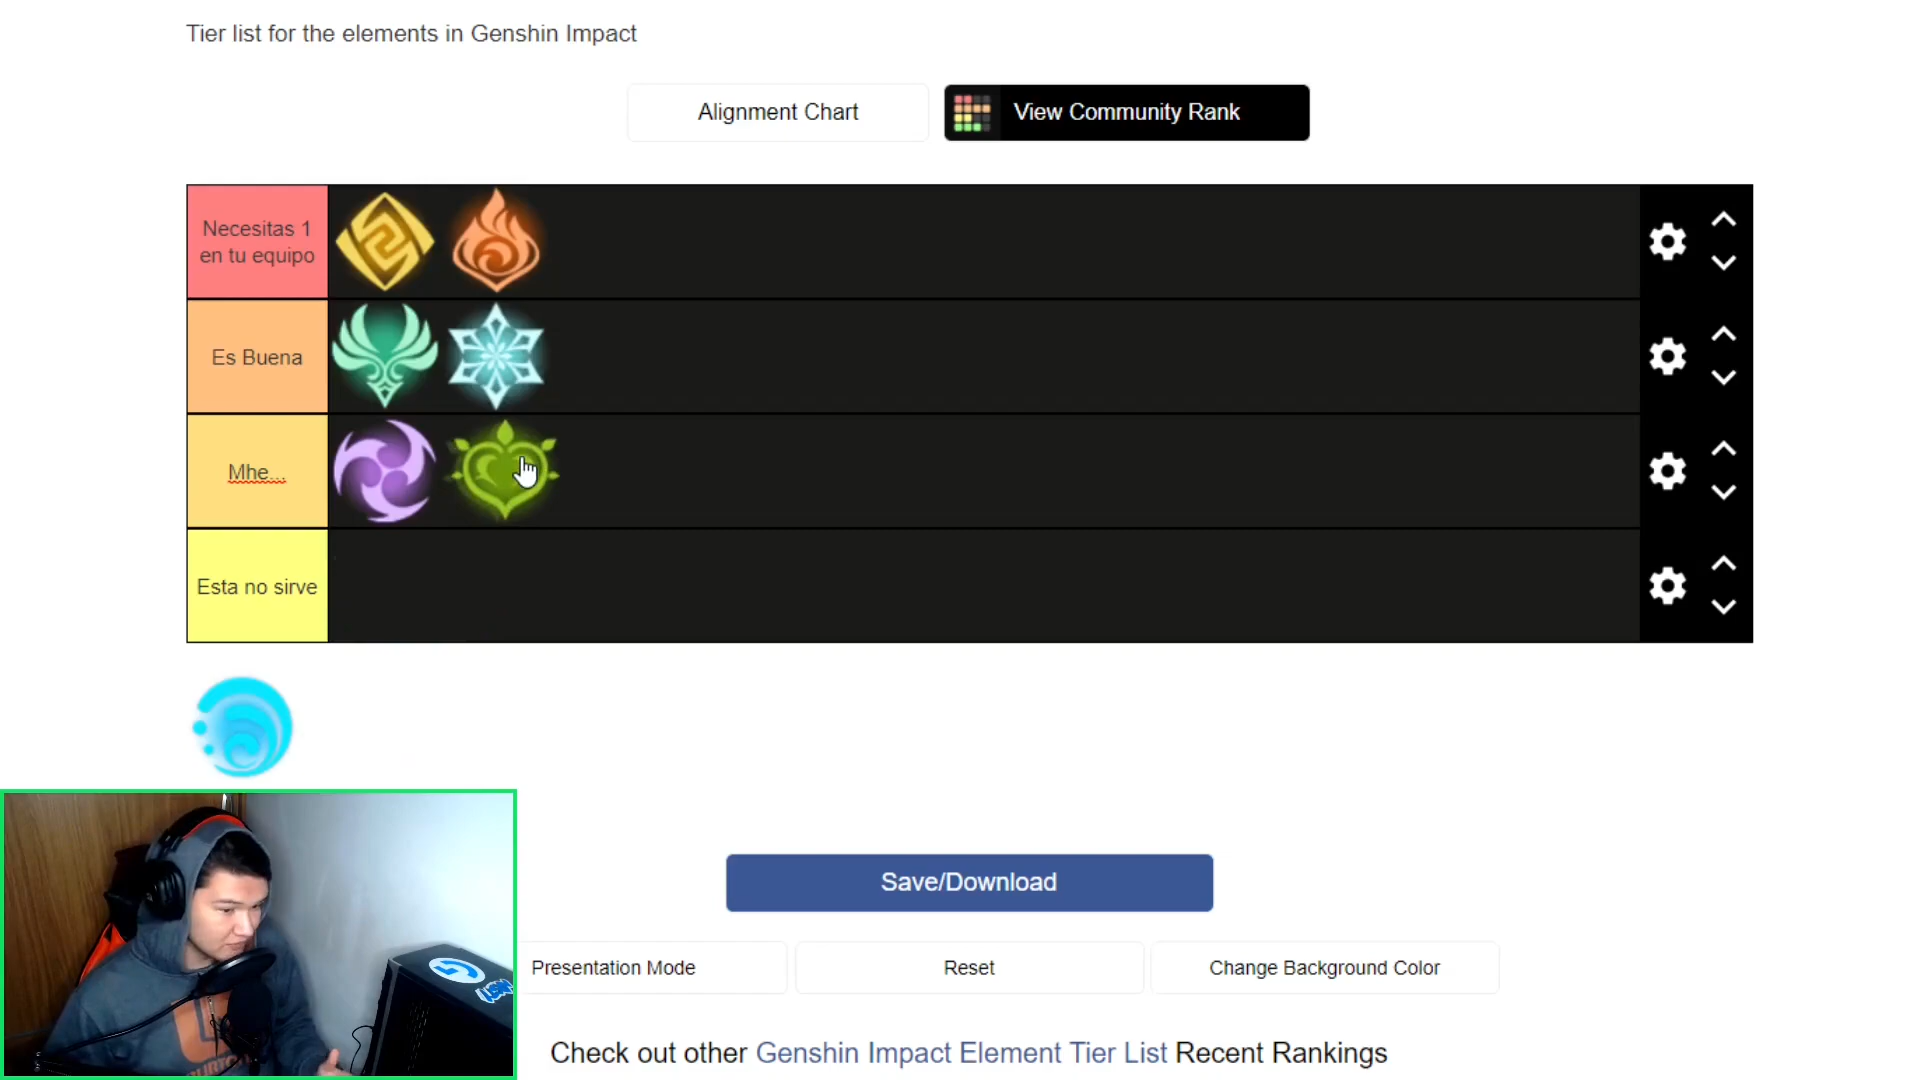 Tier list for the elements in Genshin Impact
Alignment Chart
View Community Rank
Necesitas 1
en tu equipo
Es Buena
Mhe...
Esta no sirve
Save/Download
Presentation Mode
Reset
Change Background Color
Check out other Genshin Impact Element Tier List Recent Rankings